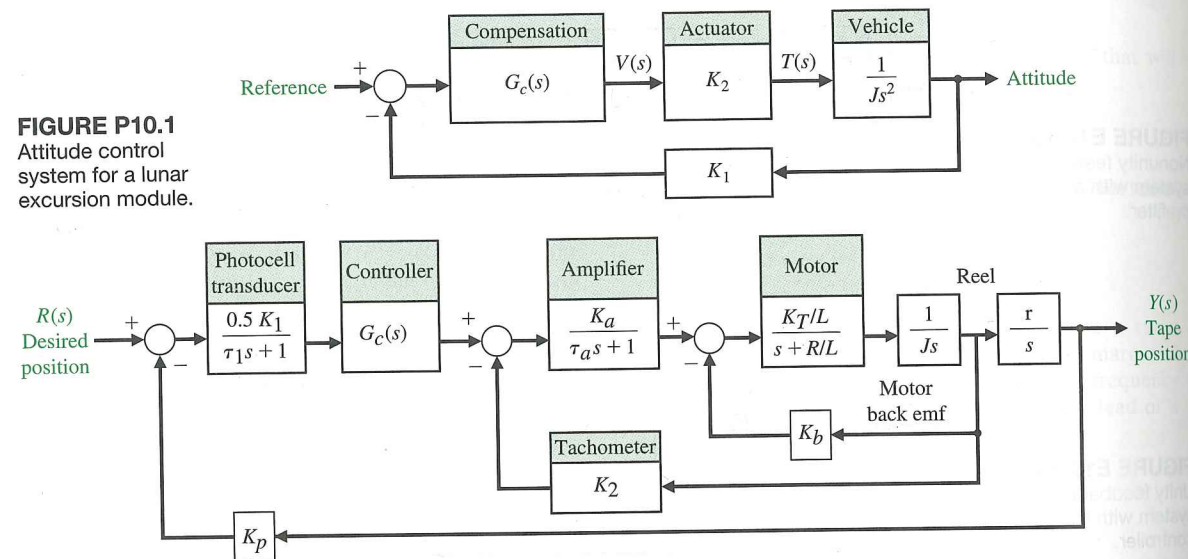 Compensation
G_c(s)
V(s)
Actuator
K_2
T(s)
Vehicle
1
Js^2
Reference
+
−
Attitude
K_1
FIGURE P10.1
Attitude control
system for a lunar
excursion module.
R(s)
Desired
position
+
−
Photocell
transducer
0.5 K_1
τ_1s + 1
Controller
G_c(s)
+
−
Amplifier
K_a
τ_as + 1
+
−
Motor
K_T/L
s + R/L
1
Js
Reel
r
s
Y(s)
Tape
position
Motor
back emf
K_b
Tachometer
K_2
K_p